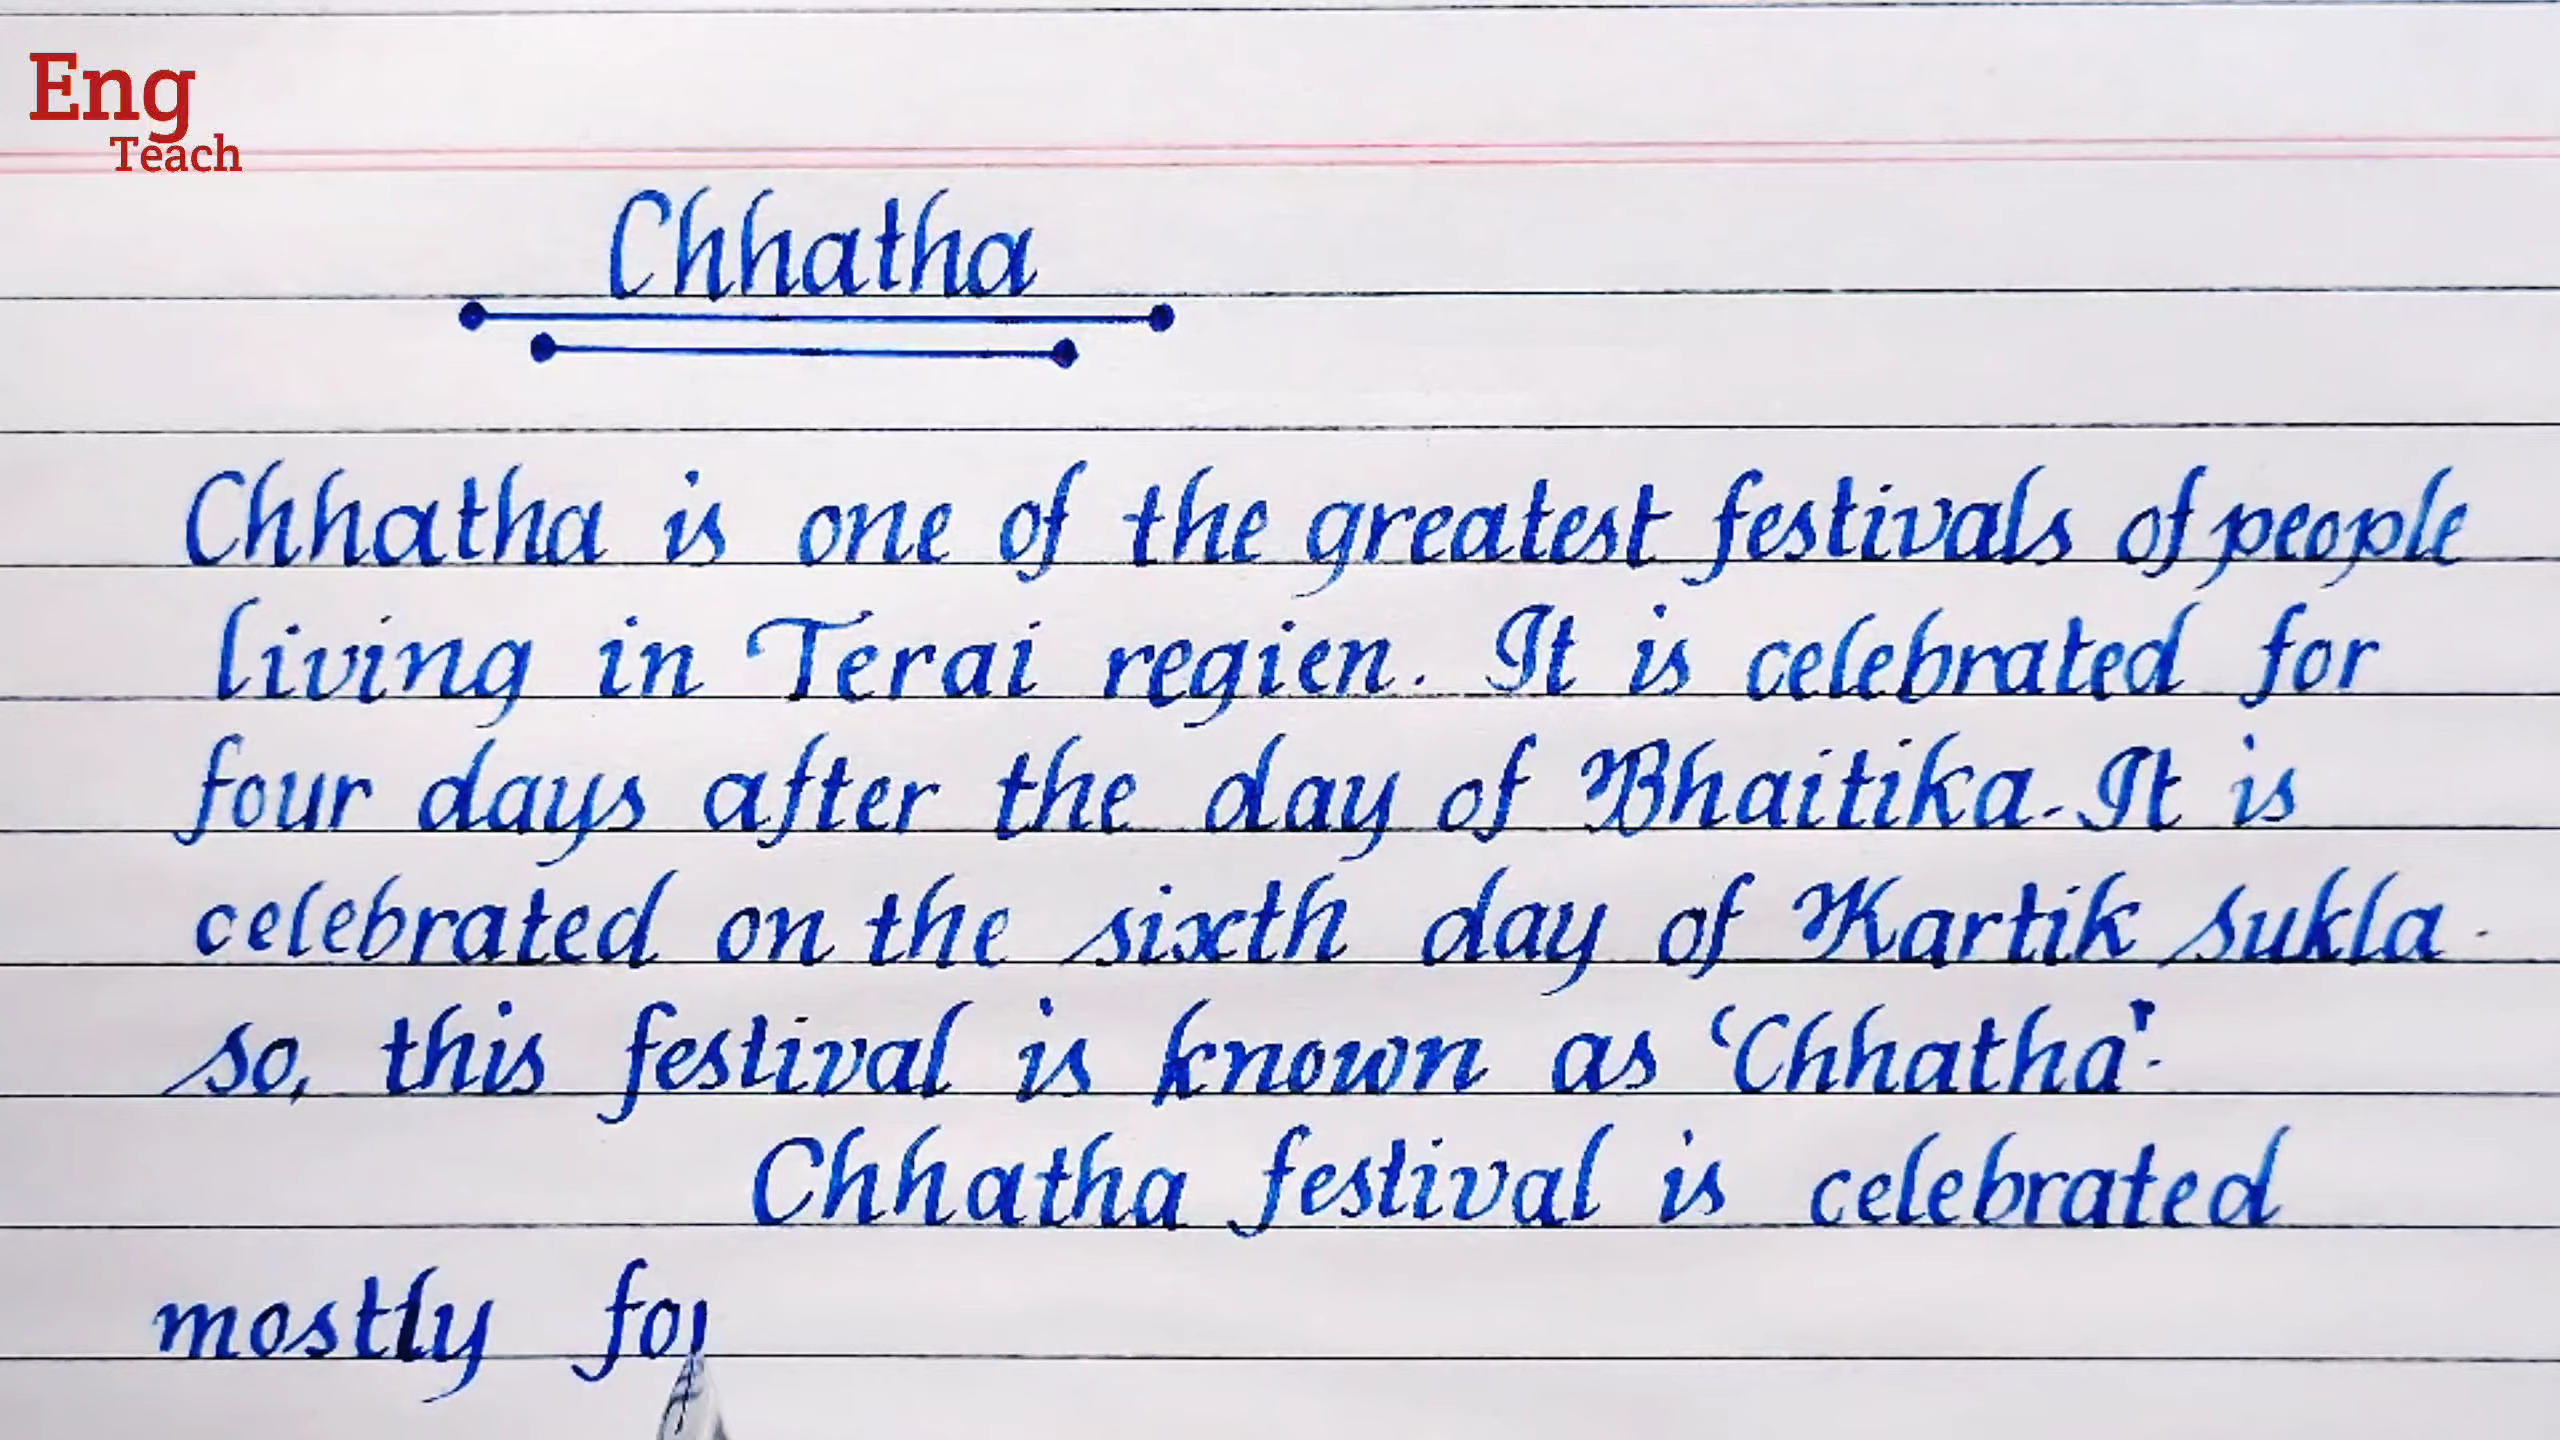 Eng
Teach
Chhatha
Chhatha is one of the greatest festivals of people
living in Terai regien. It is celebrated for
four days after the day of Bhaitika. It is
celebrated on the sixth day of Kartik sukla.
so, this festival is known as ‘Chhatha’.
Chhatha festival is celebrated
mostly for